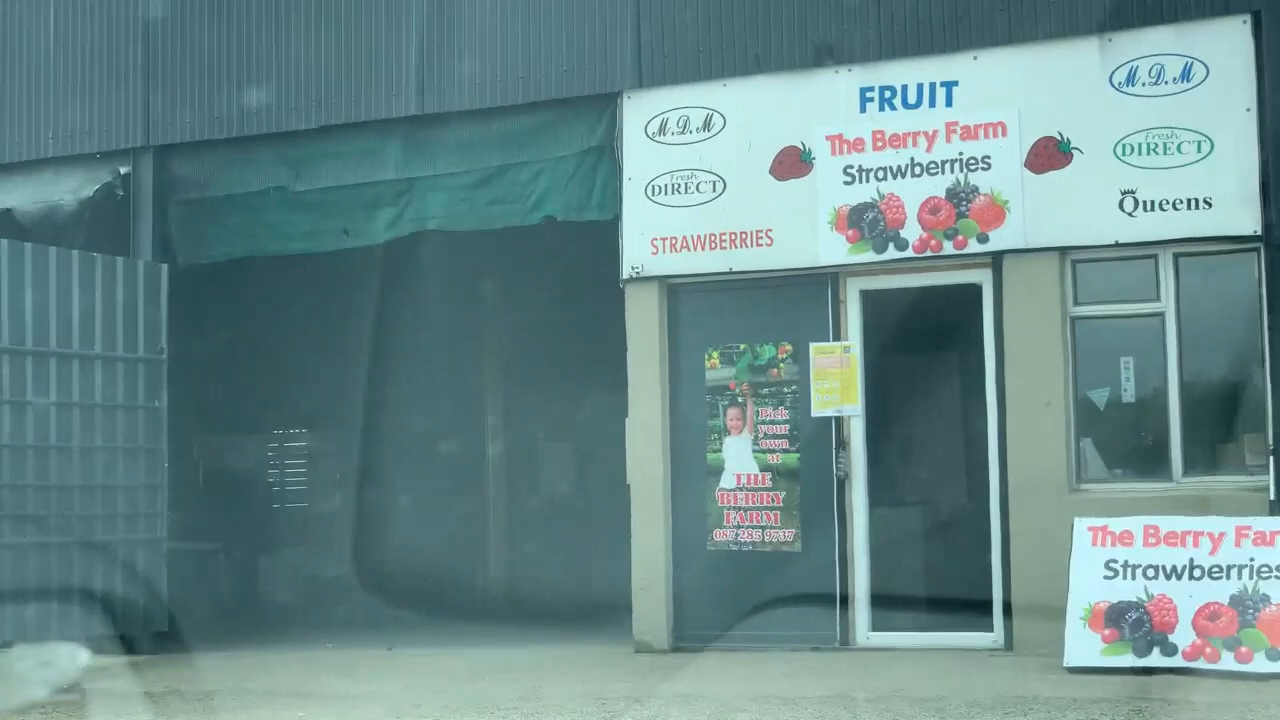 M.D.M
Fresh
DIRECT
STRAWBERRIES
FRUIT
The Berry Farm
Strawberries
M.D.M
Fresh
DIRECT
Queens
Pick
your
own
at
THE
BERRY
FARM
087 285 9737
The Berry Far
Strawberries